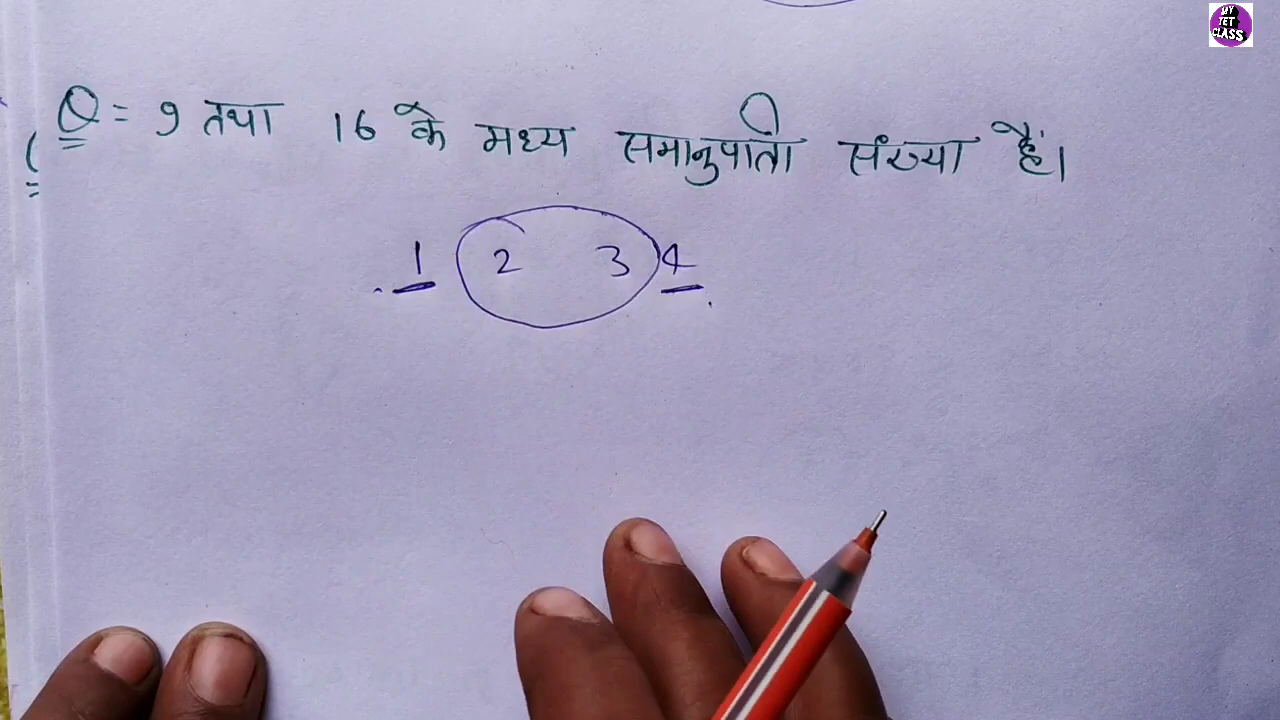 MY TET CLASS
Q = 9 तथा 16 के मध्य समानुपाती संख्या हैं।
1 2 3 4